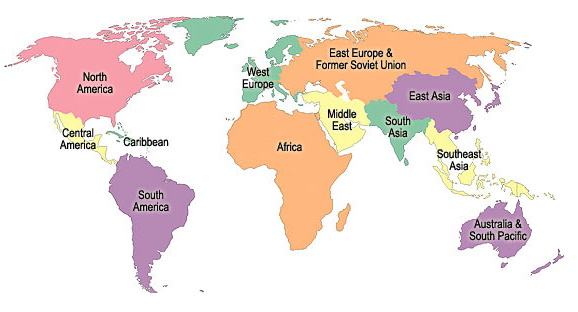 North
America
Central
America
Caribbean
South
America
West
Europe
East Europe &
Former Soviet Union
Middle
East
Africa
South
Asia
East Asia
Southeast
Asia
Australia &
South Pacific